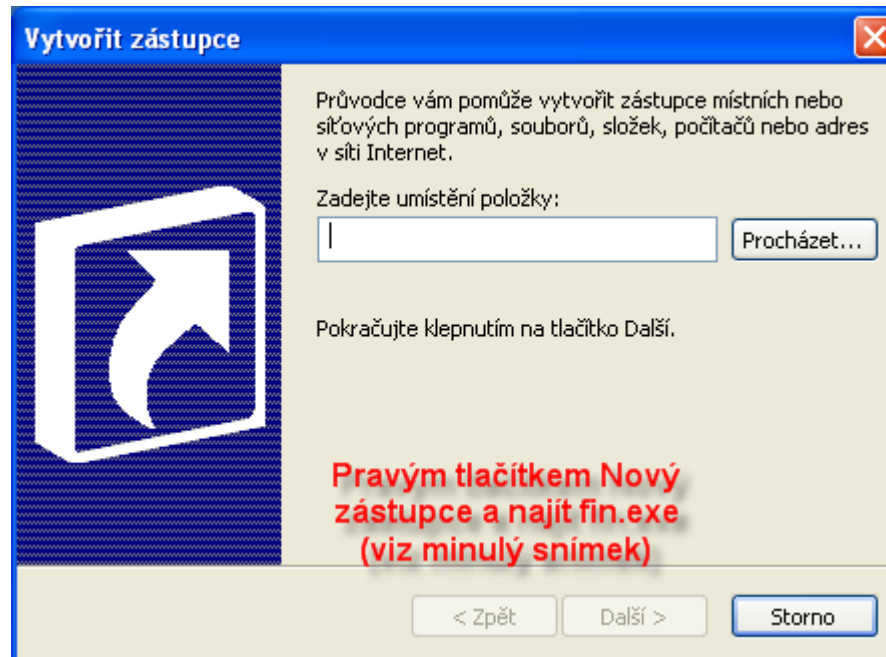 Vytvořit zástupce
Průvodce vám pomůže vytvořit zástupce místních nebo
síťových programů, souborů, složek, počítačů nebo adres
v síti Internet.
Zadejte umístění položky:
Procházet...
Pokračujte klepnutím na tlačítko Další.
Pravým tlačítkem Nový
zástupce a najít fin.exe
(viz minulý snímek)
< Zpět
Další >
Storno